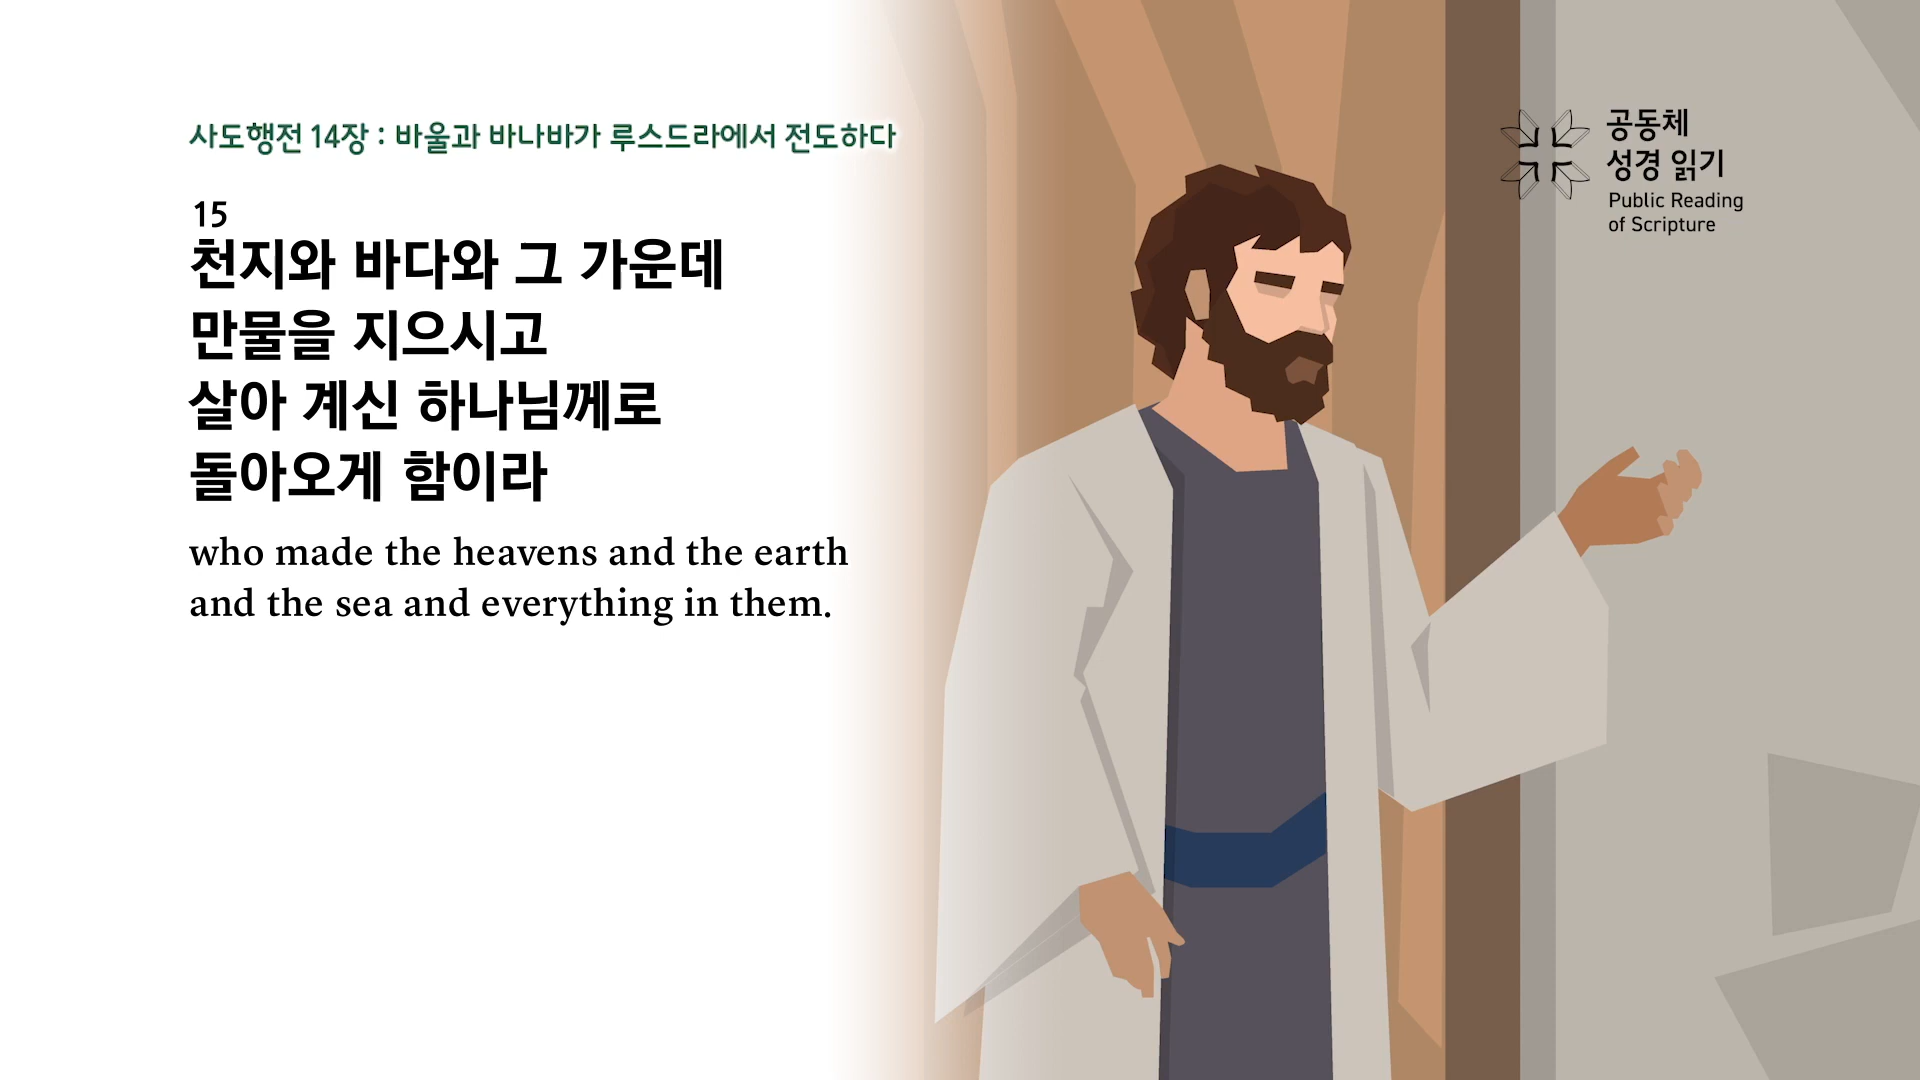 사도행전 14장 : 바울과 바나바가 루스드라에서 전도하다
15
천지와 바다와 그 가운데
만물을 지으시고
살아 계신 하나님께로
돌아오게 함이라
who made the heavens and the earth
and the sea and everything in them.
공동체
성경 읽기
Public Reading
of Scripture